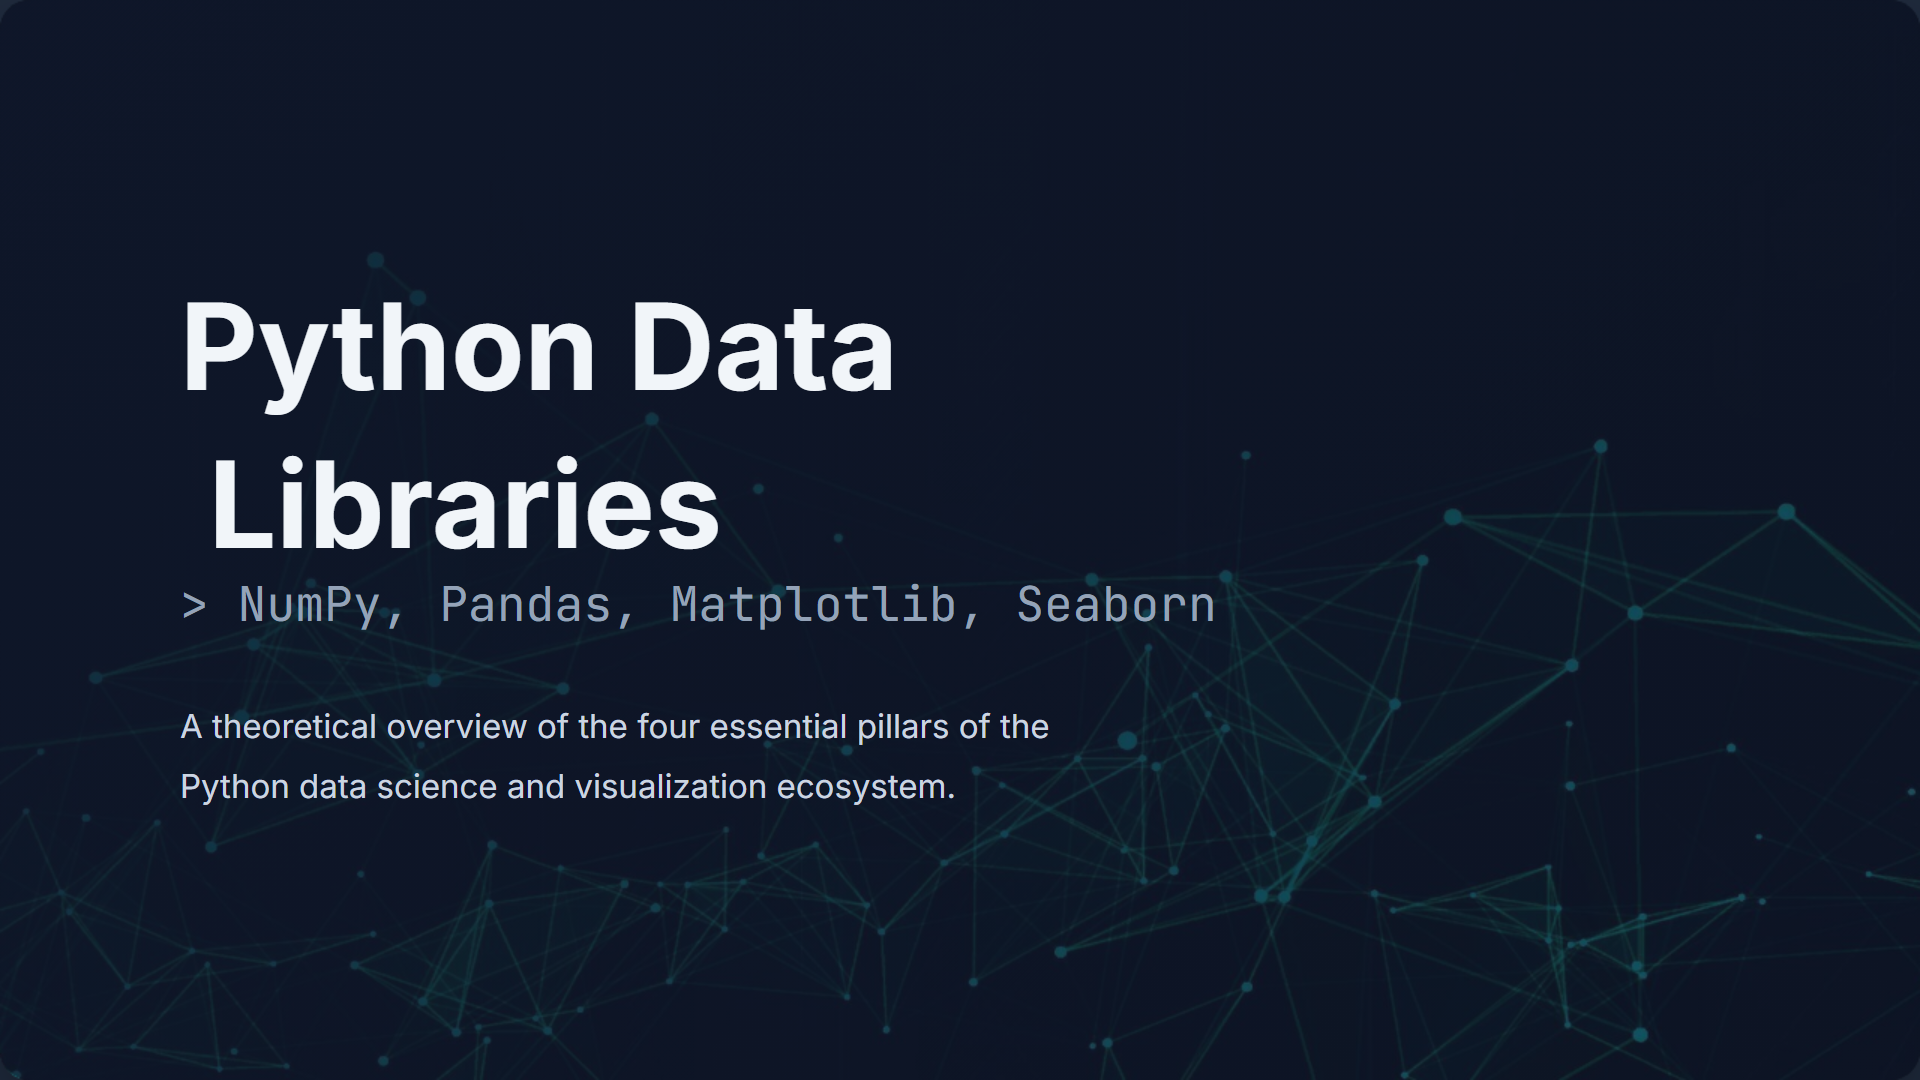 Python Data
Libraries
> NumPy, Pandas, Matplotlib, Seaborn
A theoretical overview of the four essential pillars of the
Python data science and visualization ecosystem.